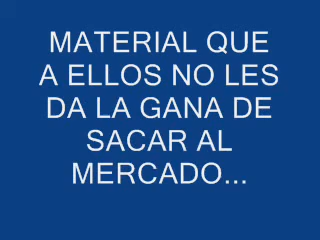 MATERIAL QUE
A ELLOS NO LES
DA LA GANA DE
SACAR AL
MERCADO...